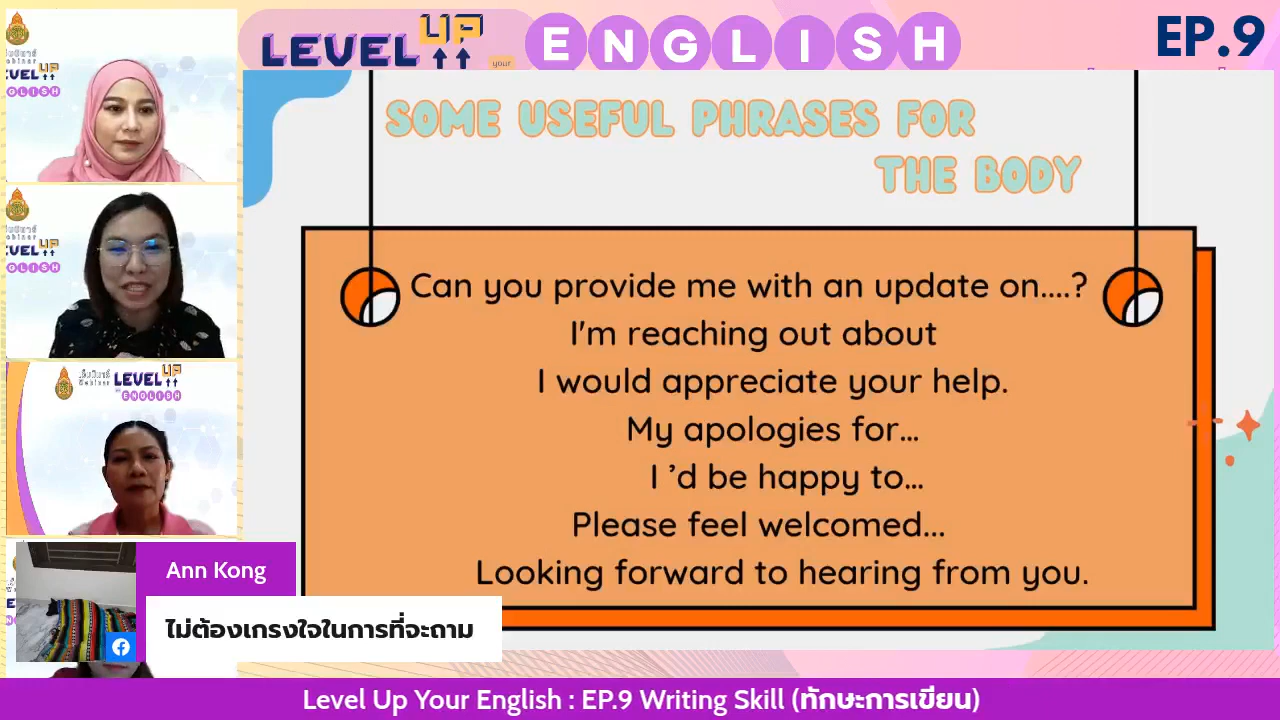 LEVEL UP your ENGLISH
EP.9
SOME USEFUL PHRASES FOR
THE BODY
Can you provide me with an update on....?
I'm reaching out about
I would appreciate your help.
My apologies for...
I 'd be happy to...
Please feel welcomed...
Looking forward to hearing from you.
LEVEL UP
ENGLISH
Ann Kong
ไม่ต้องเกรงใจในการที่จะถาม
Level Up Your English : EP.9 Writing Skill (ทักษะการเขียน)